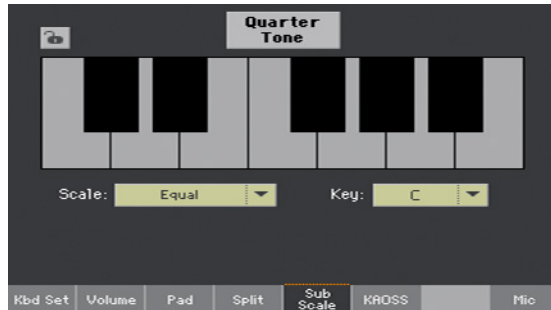 Quarter
Tone
Scale: Equal Key: C
Kbd Set Volume Pad Split Sub Scale KAOSS Mic